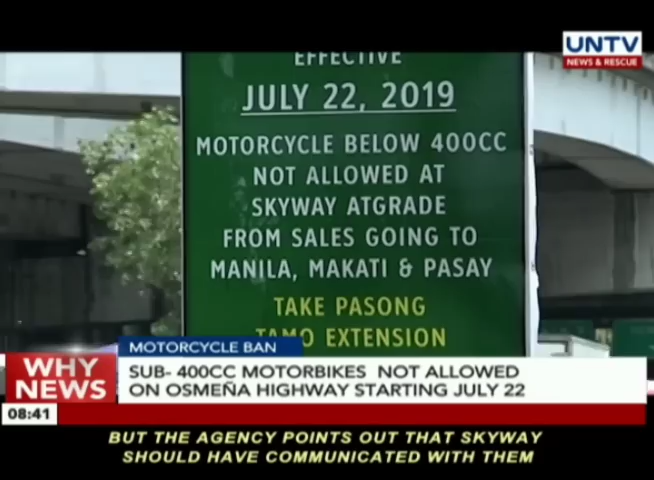 UNTV
NEWS & RESCUE
EFFECTIVE
JULY 22, 2019
MOTORCYCLE BELOW 400CC
NOT ALLOWED AT
SKYWAY ATGRADE
FROM SALES GOING TO
MANILA, MAKATI & PASAY
TAKE PASONG
TAMO EXTENSION
MOTORCYCLE BAN
WHY NEWS
SUB- 400CC MOTORBIKES NOT ALLOWED
ON OSMEÑA HIGHWAY STARTING JULY 22
08:41
BUT THE AGENCY POINTS OUT THAT SKYWAY
SHOULD HAVE COMMUNICATED WITH THEM